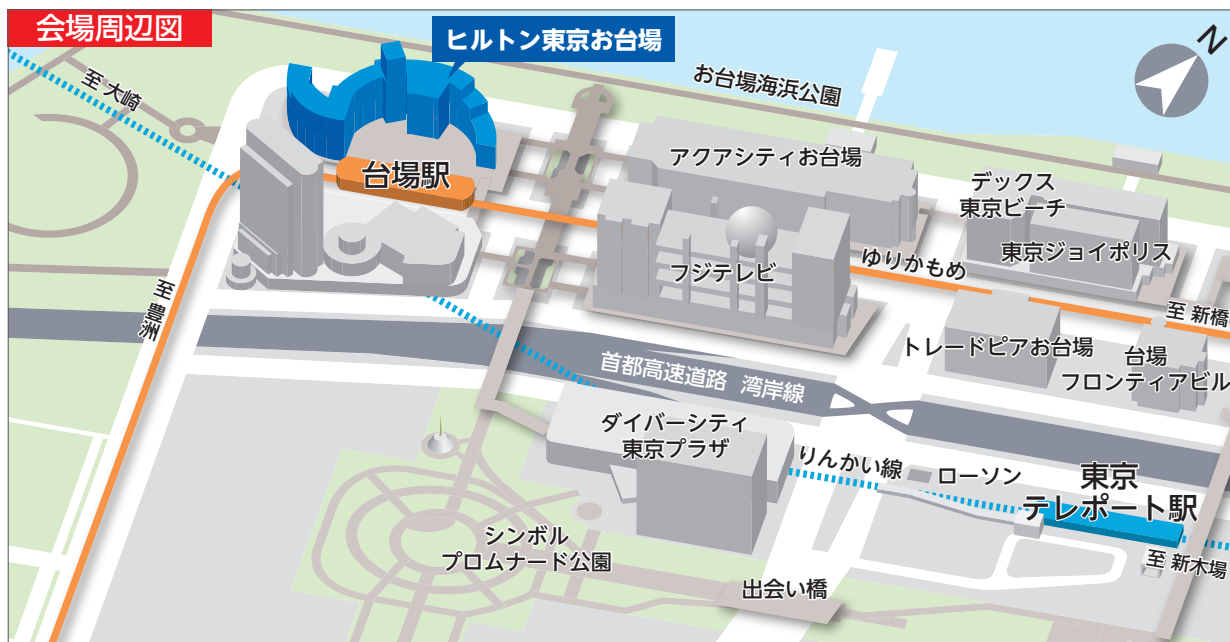 会場周辺図
ヒルトン東京お台場
N
至 大崎
お台場海浜公園
台場駅
アクアシティお台場
デックス
東京ビーチ
東京ジョイポリス
フジテレビ
ゆりかもめ
至 豊洲
至 新橋
トレードピアお台場
台場
フロンティアビル
首都高速道路 湾岸線
ダイバーシティ
東京プラザ
りんかい線
ローソン
東京
テレポート駅
シンボル
プロムナード公園
至 新木場
出会い橋